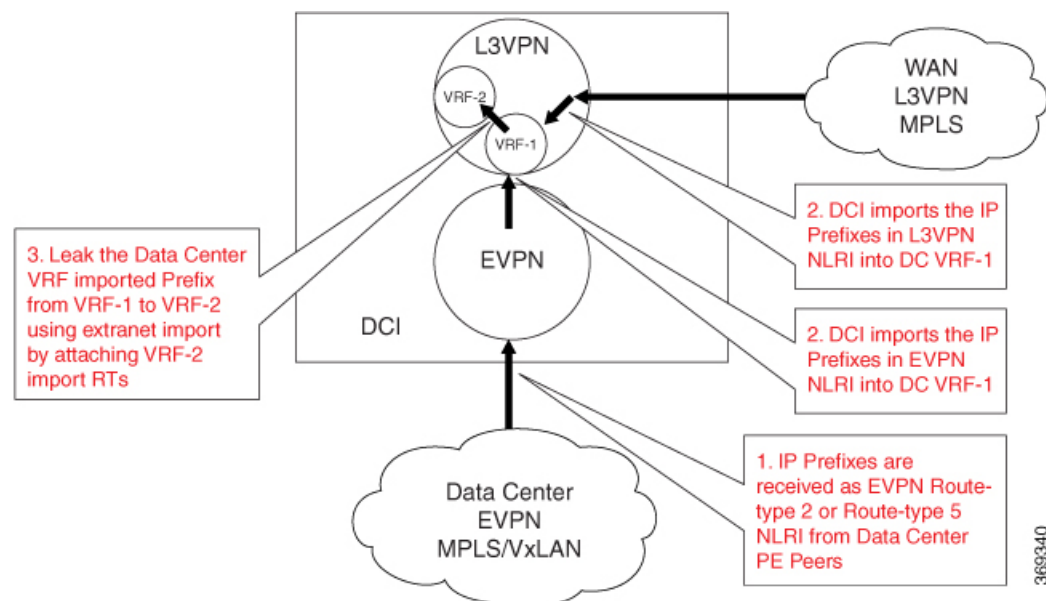 L3VPN
VRF-2
VRF-1
WAN
L3VPN
MPLS
2. DCI imports the IP
Prefixes in L3VPN
NLRI into DC VRF-1
3. Leak the Data Center
VRF imported Prefix
from VRF-1 to VRF-2
using extranet import
by attaching VRF-2
import RTs
EVPN
DCI
2. DCI imports the IP
Prefixes in EVPN
NLRI into DC VRF-1
Data Center
EVPN
MPLS/VxLAN
1. IP Prefixes are
received as EVPN Route-
type 2 or Route-type 5
NLRI from Data Center
PE Peers
369340